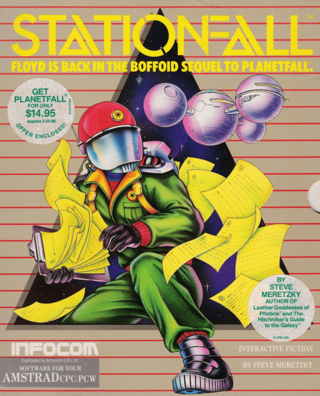 STATIONFALL
FLOYD IS BACK IN THE BOFFOID SEQUEL TO PLANETFALL.
GET
PLANETFALL
FOR ONLY
$14.95
OFFER ENCLOSED!
BY
STEVE
MERETZKY
AUTHOR OF
Leather Goddesses of
Phobos and The
Hitchhiker's Guide
to the Galaxy
INFOCOM
INTERACTIVE FICTION
SOFTWARE FOR YOUR
AMSTRAD CPC/PCW
BY STEVE MERETZKY